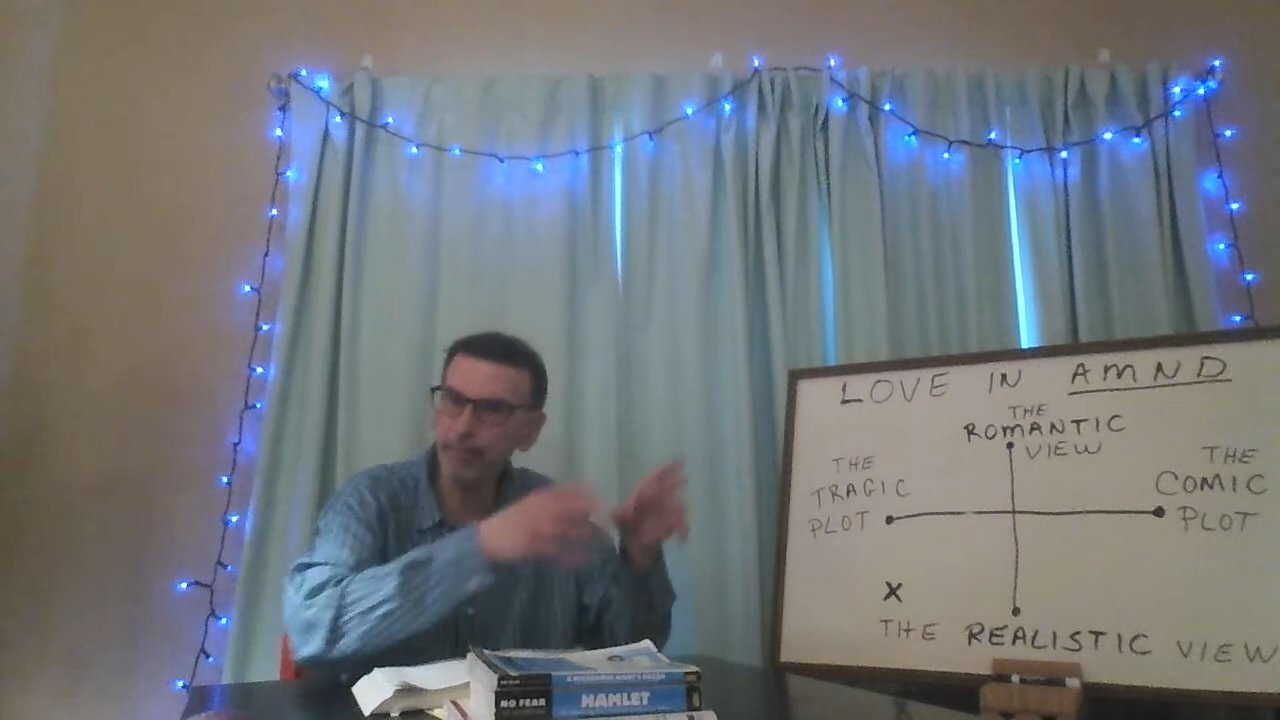 LOVE IN AMND
THE
ROMANTIC
VIEW
THE
TRAGIC
PLOT
THE
COMIC
PLOT
X
THE REALISTIC VIEW
A MIDSUMMER NIGHT'S DREAM
NO FEAR HAMLET